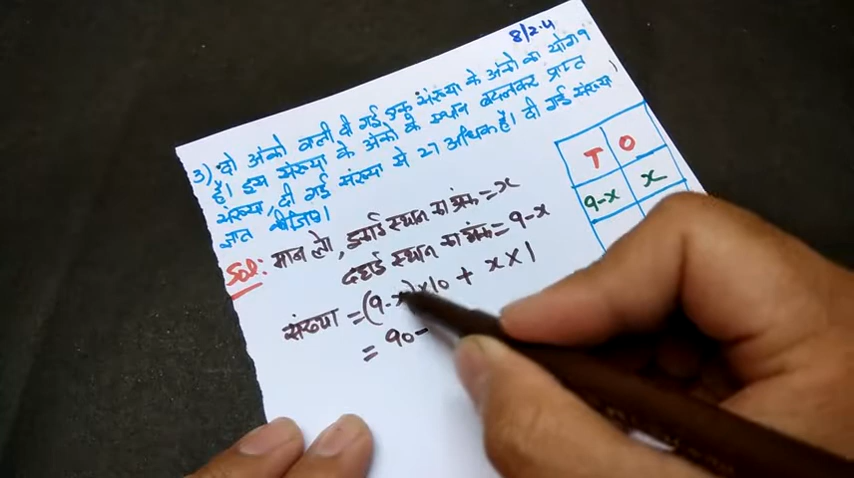 8/2.4
3) दो अंको वाली दी गई एक संख्या के अंको का योग 9
है। इस संख्या के अंको के स्थान बदलकर प्राप्त
संख्या, दी गई संख्या से 27 अधिक है। दी गई संख्या
ज्ञात कीजिए।
T O
9-x x
Sol: मान लो, इकाई स्थान का अंक = x
दहाई स्थान का अंक = 9-x
संख्या = (9-x)×10 + x×1
= 90-